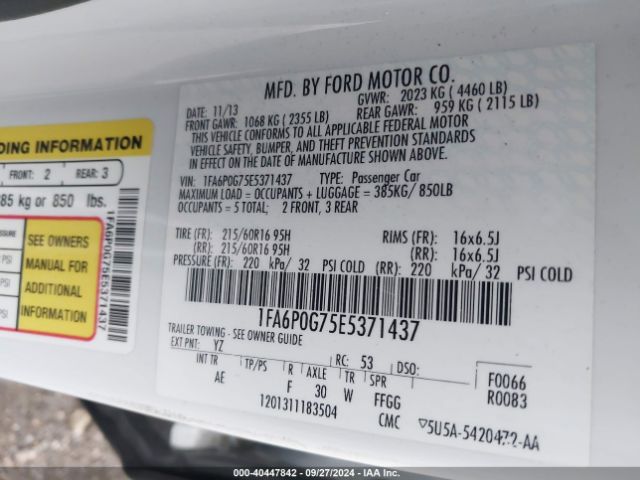 MFD. BY FORD MOTOR CO.
DATE: 11/13 GVWR: 2023 KG ( 4460 LB)
FRONT GAWR: 1068 KG ( 2355 LB) REAR GAWR: 959 KG ( 2115 LB)
THIS VEHICLE CONFORMS TO ALL APPLICABLE FEDERAL MOTOR
VEHICLE SAFETY, BUMPER, AND THEFT PREVENTION STANDARDS
IN EFFECT ON THE DATE OF MANUFACTURE SHOWN ABOVE.
VIN: 1FA6P0G75E5371437 TYPE: Passenger Car
MAXIMUM LOAD = OCCUPANTS + LUGGAGE = 385KG/ 850LB
OCCUPANTS = 5 TOTAL; 2 FRONT, 3 REAR
TIRE (FR): 215/60R16 95H RIMS (FR): 16x6.5J
(RR): 215/60R16 95H (RR): 16x6.5J
PRESSURE (FR): 220 kPa/ 32 PSI COLD (RR): 220 kPa/ 32 PSI COLD
1FA6P0G75E5371437
TRAILER TOWING - SEE OWNER GUIDE
EXT PNT: YZ RC: 53 DSO: F0066
INT TR TP/PS R AXLE TR SPR R0083
AE F 30 W FFGG
1201311183504 CMC 5U5A-5420472-AA
DING INFORMATION
FRONT: 2 REAR: 3
385 kg or 850 lbs.
PSI
PSI
SEE OWNERS
MANUAL FOR
ADDITIONAL
INFORMATION
1FA6P0G75E5371437
000-40447842 - 09/27/2024 - IAA Inc.